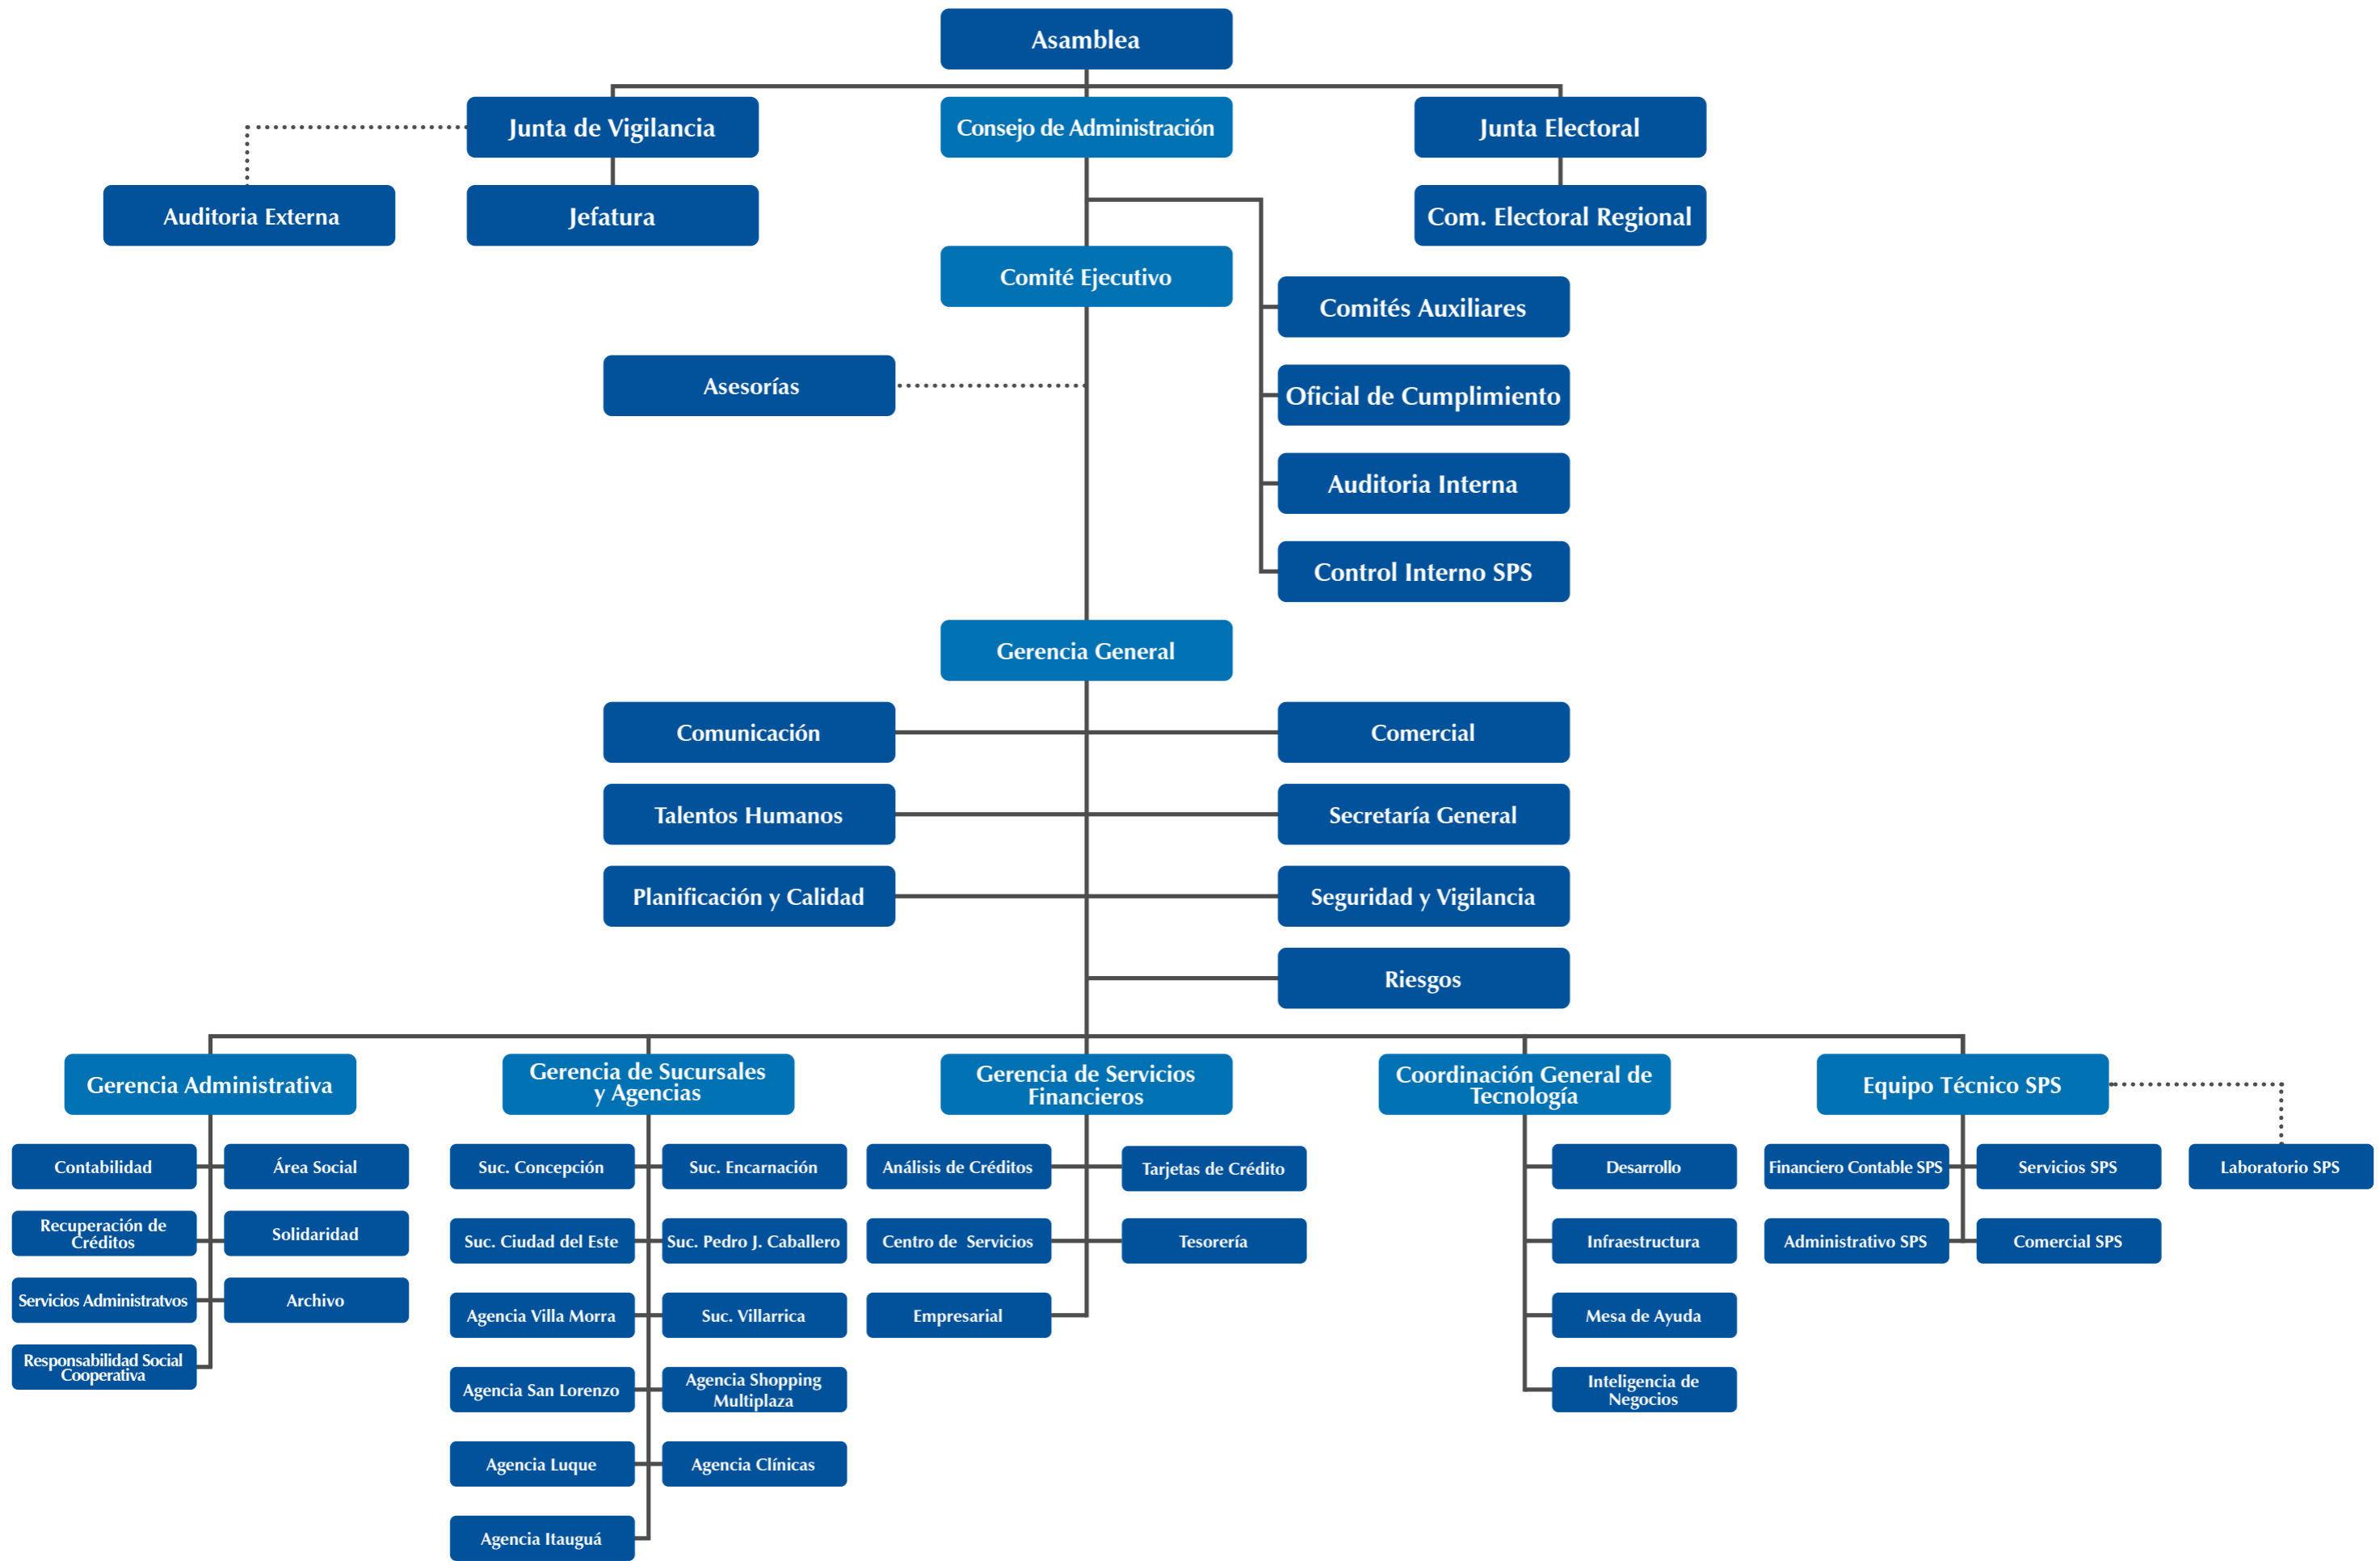 Asamblea
Junta de Vigilancia
Consejo de Administración
Junta Electoral
Auditoria Externa
Jefatura
Com. Electoral Regional
Comité Ejecutivo
Comités Auxiliares
Asesorías
Oficial de Cumplimiento
Auditoria Interna
Control Interno SPS
Gerencia General
Comunicación
Comercial
Talentos Humanos
Secretaría General
Planificación y Calidad
Seguridad y Vigilancia
Riesgos
Gerencia Administrativa
Gerencia de Sucursales
y Agencias
Gerencia de Servicios
Financieros
Coordinación General de
Tecnología
Equipo Técnico SPS
Contabilidad
Área Social
Recuperación de
Créditos
Solidaridad
Servicios Administratvos
Archivo
Responsabilidad Social
Cooperativa
Suc. Concepción
Suc. Encarnación
Suc. Ciudad del Este
Suc. Pedro J. Caballero
Agencia Villa Morra
Suc. Villarrica
Agencia San Lorenzo
Agencia Shopping
Multiplaza
Agencia Luque
Agencia Clínicas
Agencia Itauguá
Análisis de Créditos
Tarjetas de Crédito
Centro de  Servicios
Tesorería
Empresarial
Desarrollo
Infraestructura
Mesa de Ayuda
Inteligencia de
Negocios
Financiero Contable SPS
Servicios SPS
Laboratorio SPS
Administrativo SPS
Comercial SPS